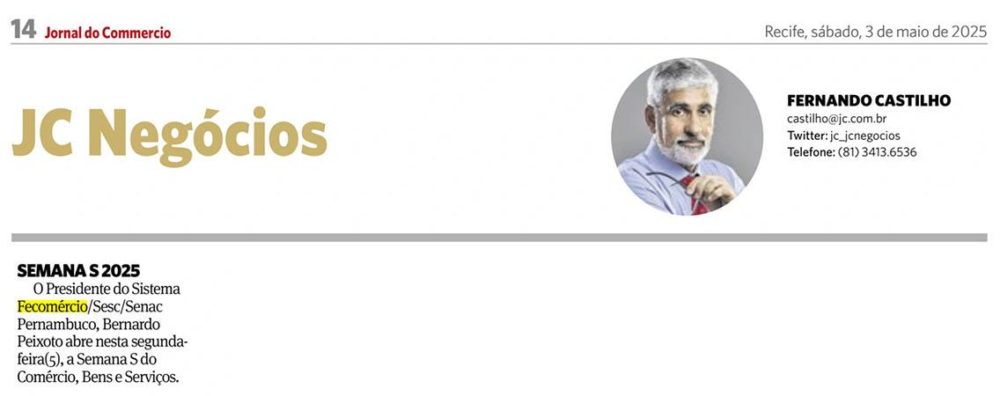 14 Jornal do Commercio
Recife, sábado, 3 de maio de 2025
JC Negócios
FERNANDO CASTILHO
castilho@jc.com.br
Twitter: jc_jcnegocios
Telefone: (81) 3413.6536
SEMANA S 2025
O Presidente do Sistema
Fecomércio/Sesc/Senac
Pernambuco, Bernardo
Peixoto abre nesta segunda-
feira(5), a Semana S do
Comércio, Bens e Serviços.